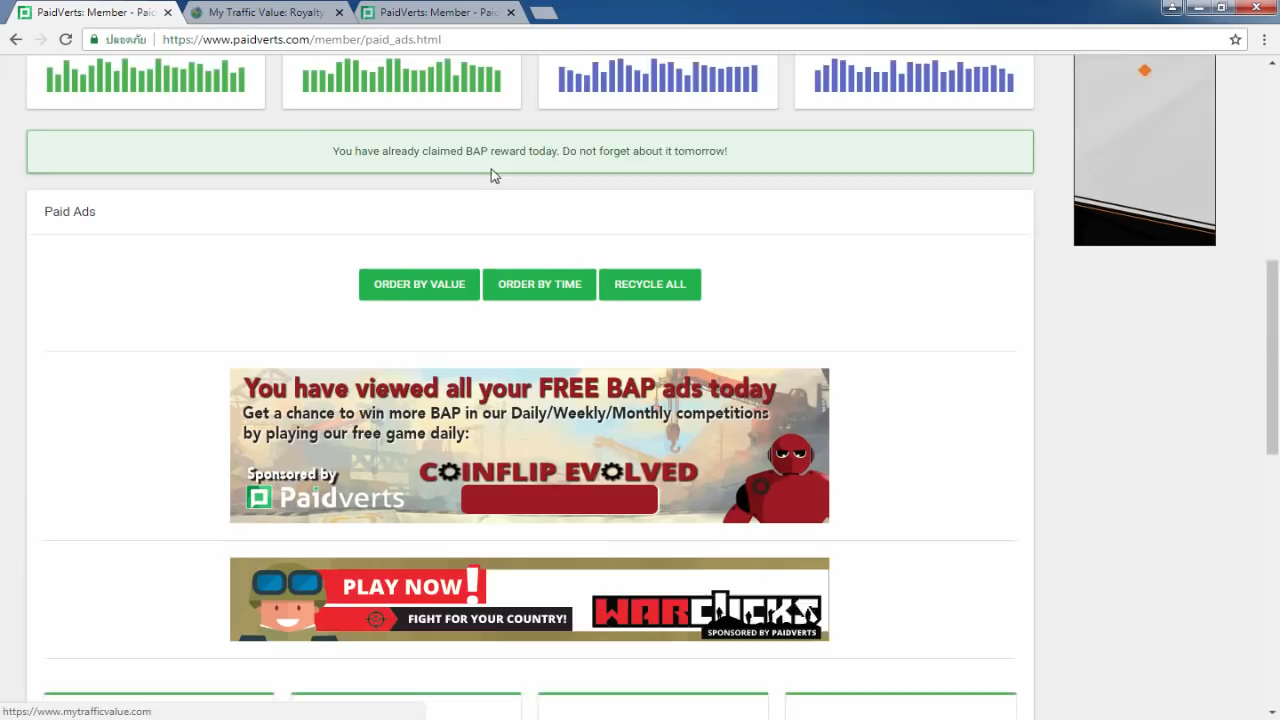 PaidVerts: Member - Paid
My Traffic Value: Royalty
PaidVerts: Member - Paid
ปลอดภัย
https://www.paidverts.com/member/paid_ads.html
You have already claimed BAP reward today. Do not forget about it tomorrow!
Paid Ads
ORDER BY VALUE
ORDER BY TIME
RECYCLE ALL
You have viewed all your FREE BAP ads today
Get a chance to win more BAP in our Daily/Weekly/Monthly competitions
by playing our free game daily:
Sponsored by
COINFLIP EVOLVED
Paidverts
PLAY NOW!
FIGHT FOR YOUR COUNTRY!
WARCLICKS
SPONSORED BY PAIDVERTS
https://www.mytrafficvalue.com